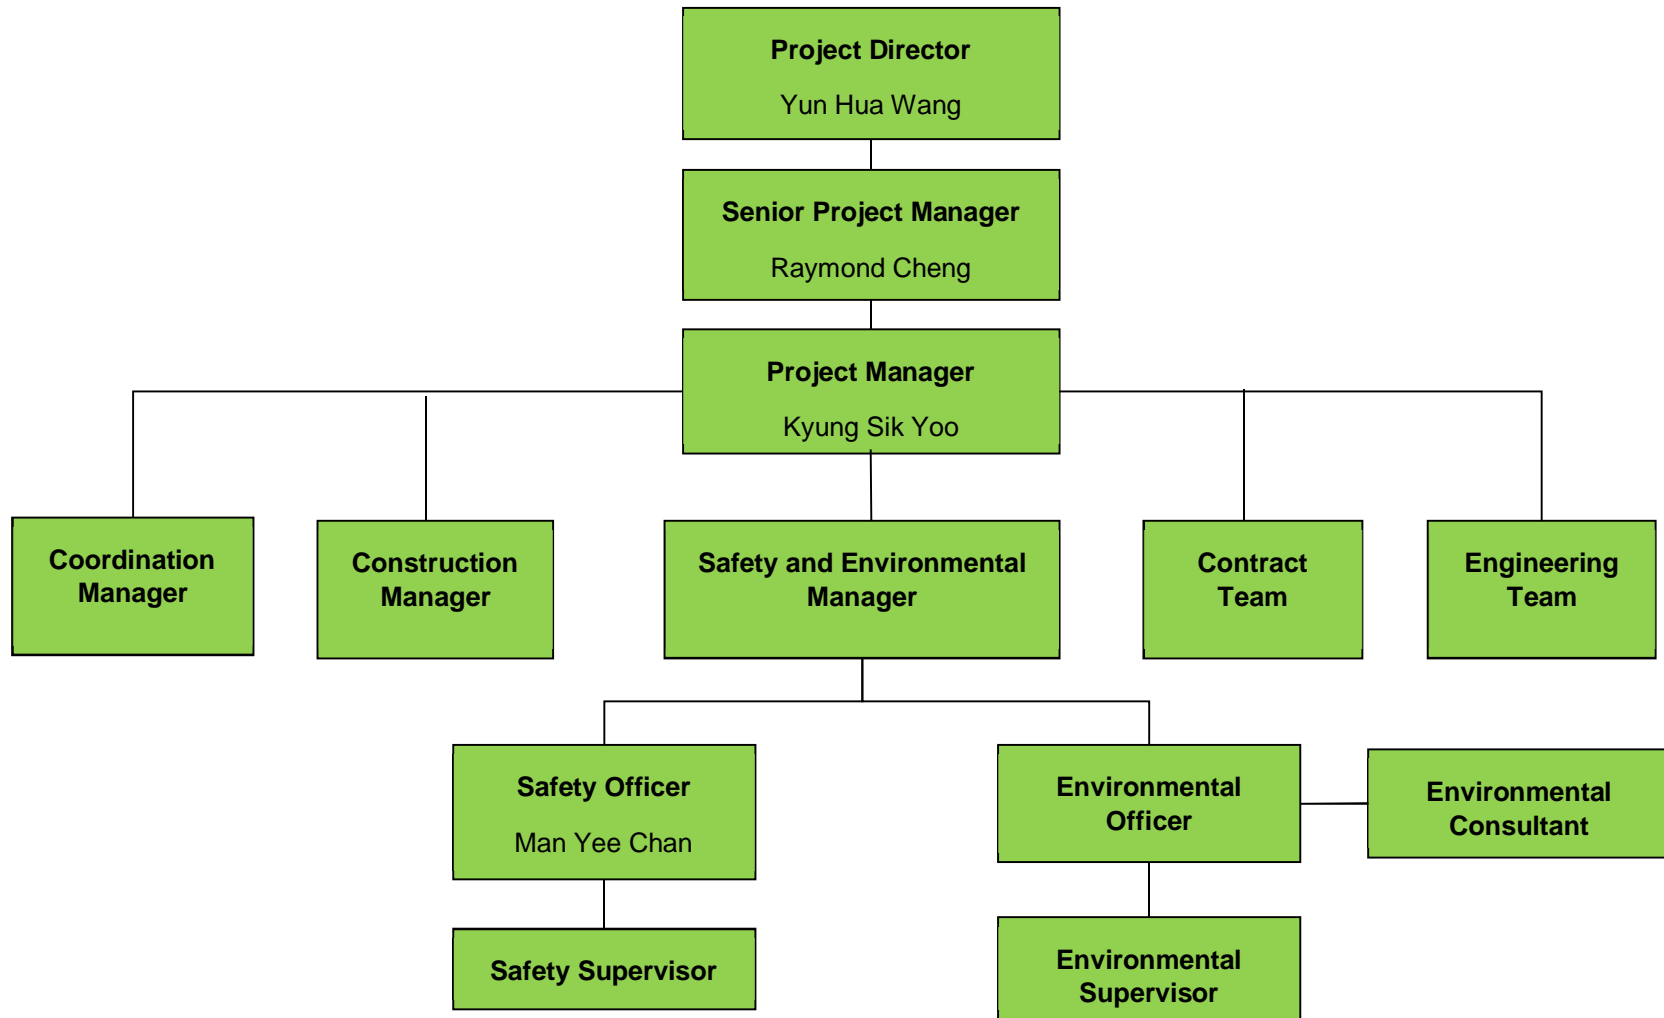 Project Director
Yun Hua Wang
Senior Project Manager
Raymond Cheng
Project Manager
Kyung Sik Yoo
Coordination
Manager
Construction
Manager
Safety and Environmental
Manager
Contract
Team
Engineering
Team
Safety Officer
Man Yee Chan
Environmental
Officer
Environmental
Consultant
Safety Supervisor
Environmental
Supervisor